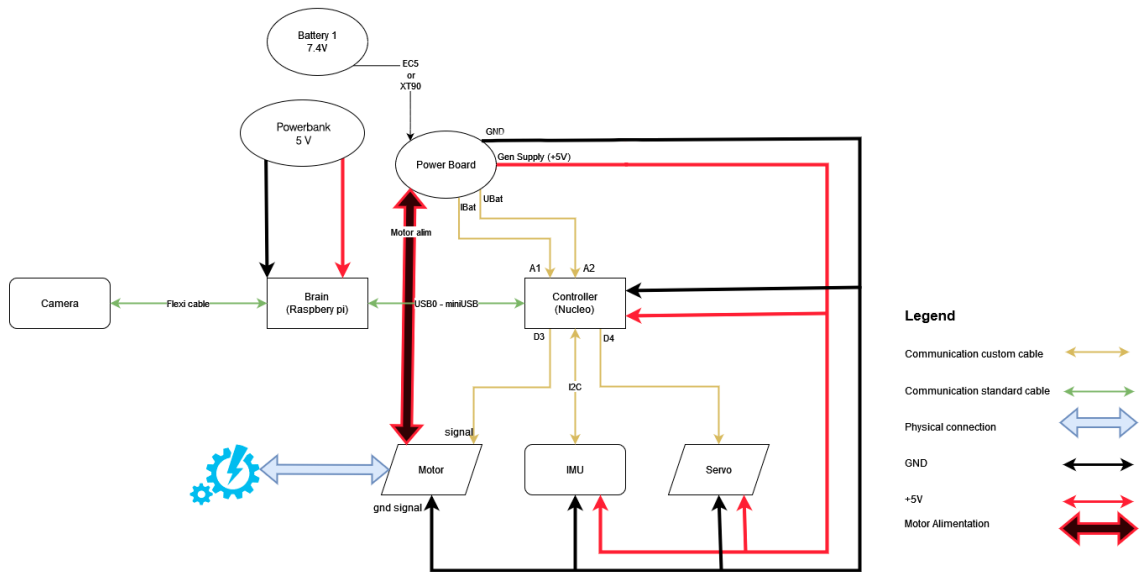 Battery 1
7.4V
EC5
or
XT90
Powerbank
5 V
GND
Power Board
Gen Supply (+5V)
UBat
IBat
Motor alim
A1
A2
Camera
Flexi cable
Brain
(Raspbery pi)
USB0 - miniUSB
Controller
(Nucleo)
D3
D4
I2C
signal
Motor
IMU
Servo
gnd signal
Legend
Communication custom cable
Communication standard cable
Physical connection
GND
+5V
Motor Alimentation